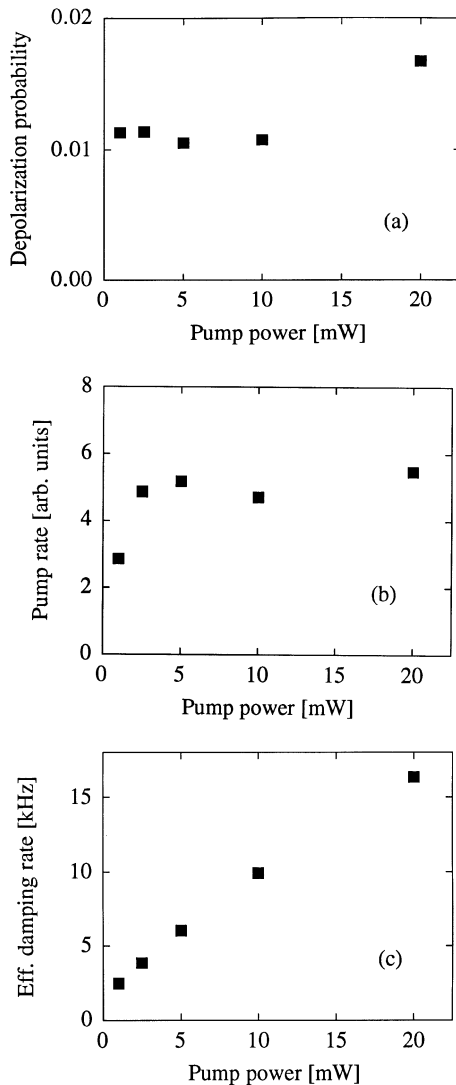 0.02
0.01
0.00
Depolarization probability
(a)
0 5 10 15 20
Pump power [mW]
8
6
4
2
0
Pump rate [arb. units]
(b)
0 5 10 15 20
Pump power [mW]
15
10
5
0
Eff. damping rate [kHz]
(c)
0 5 10 15 20
Pump power [mW]